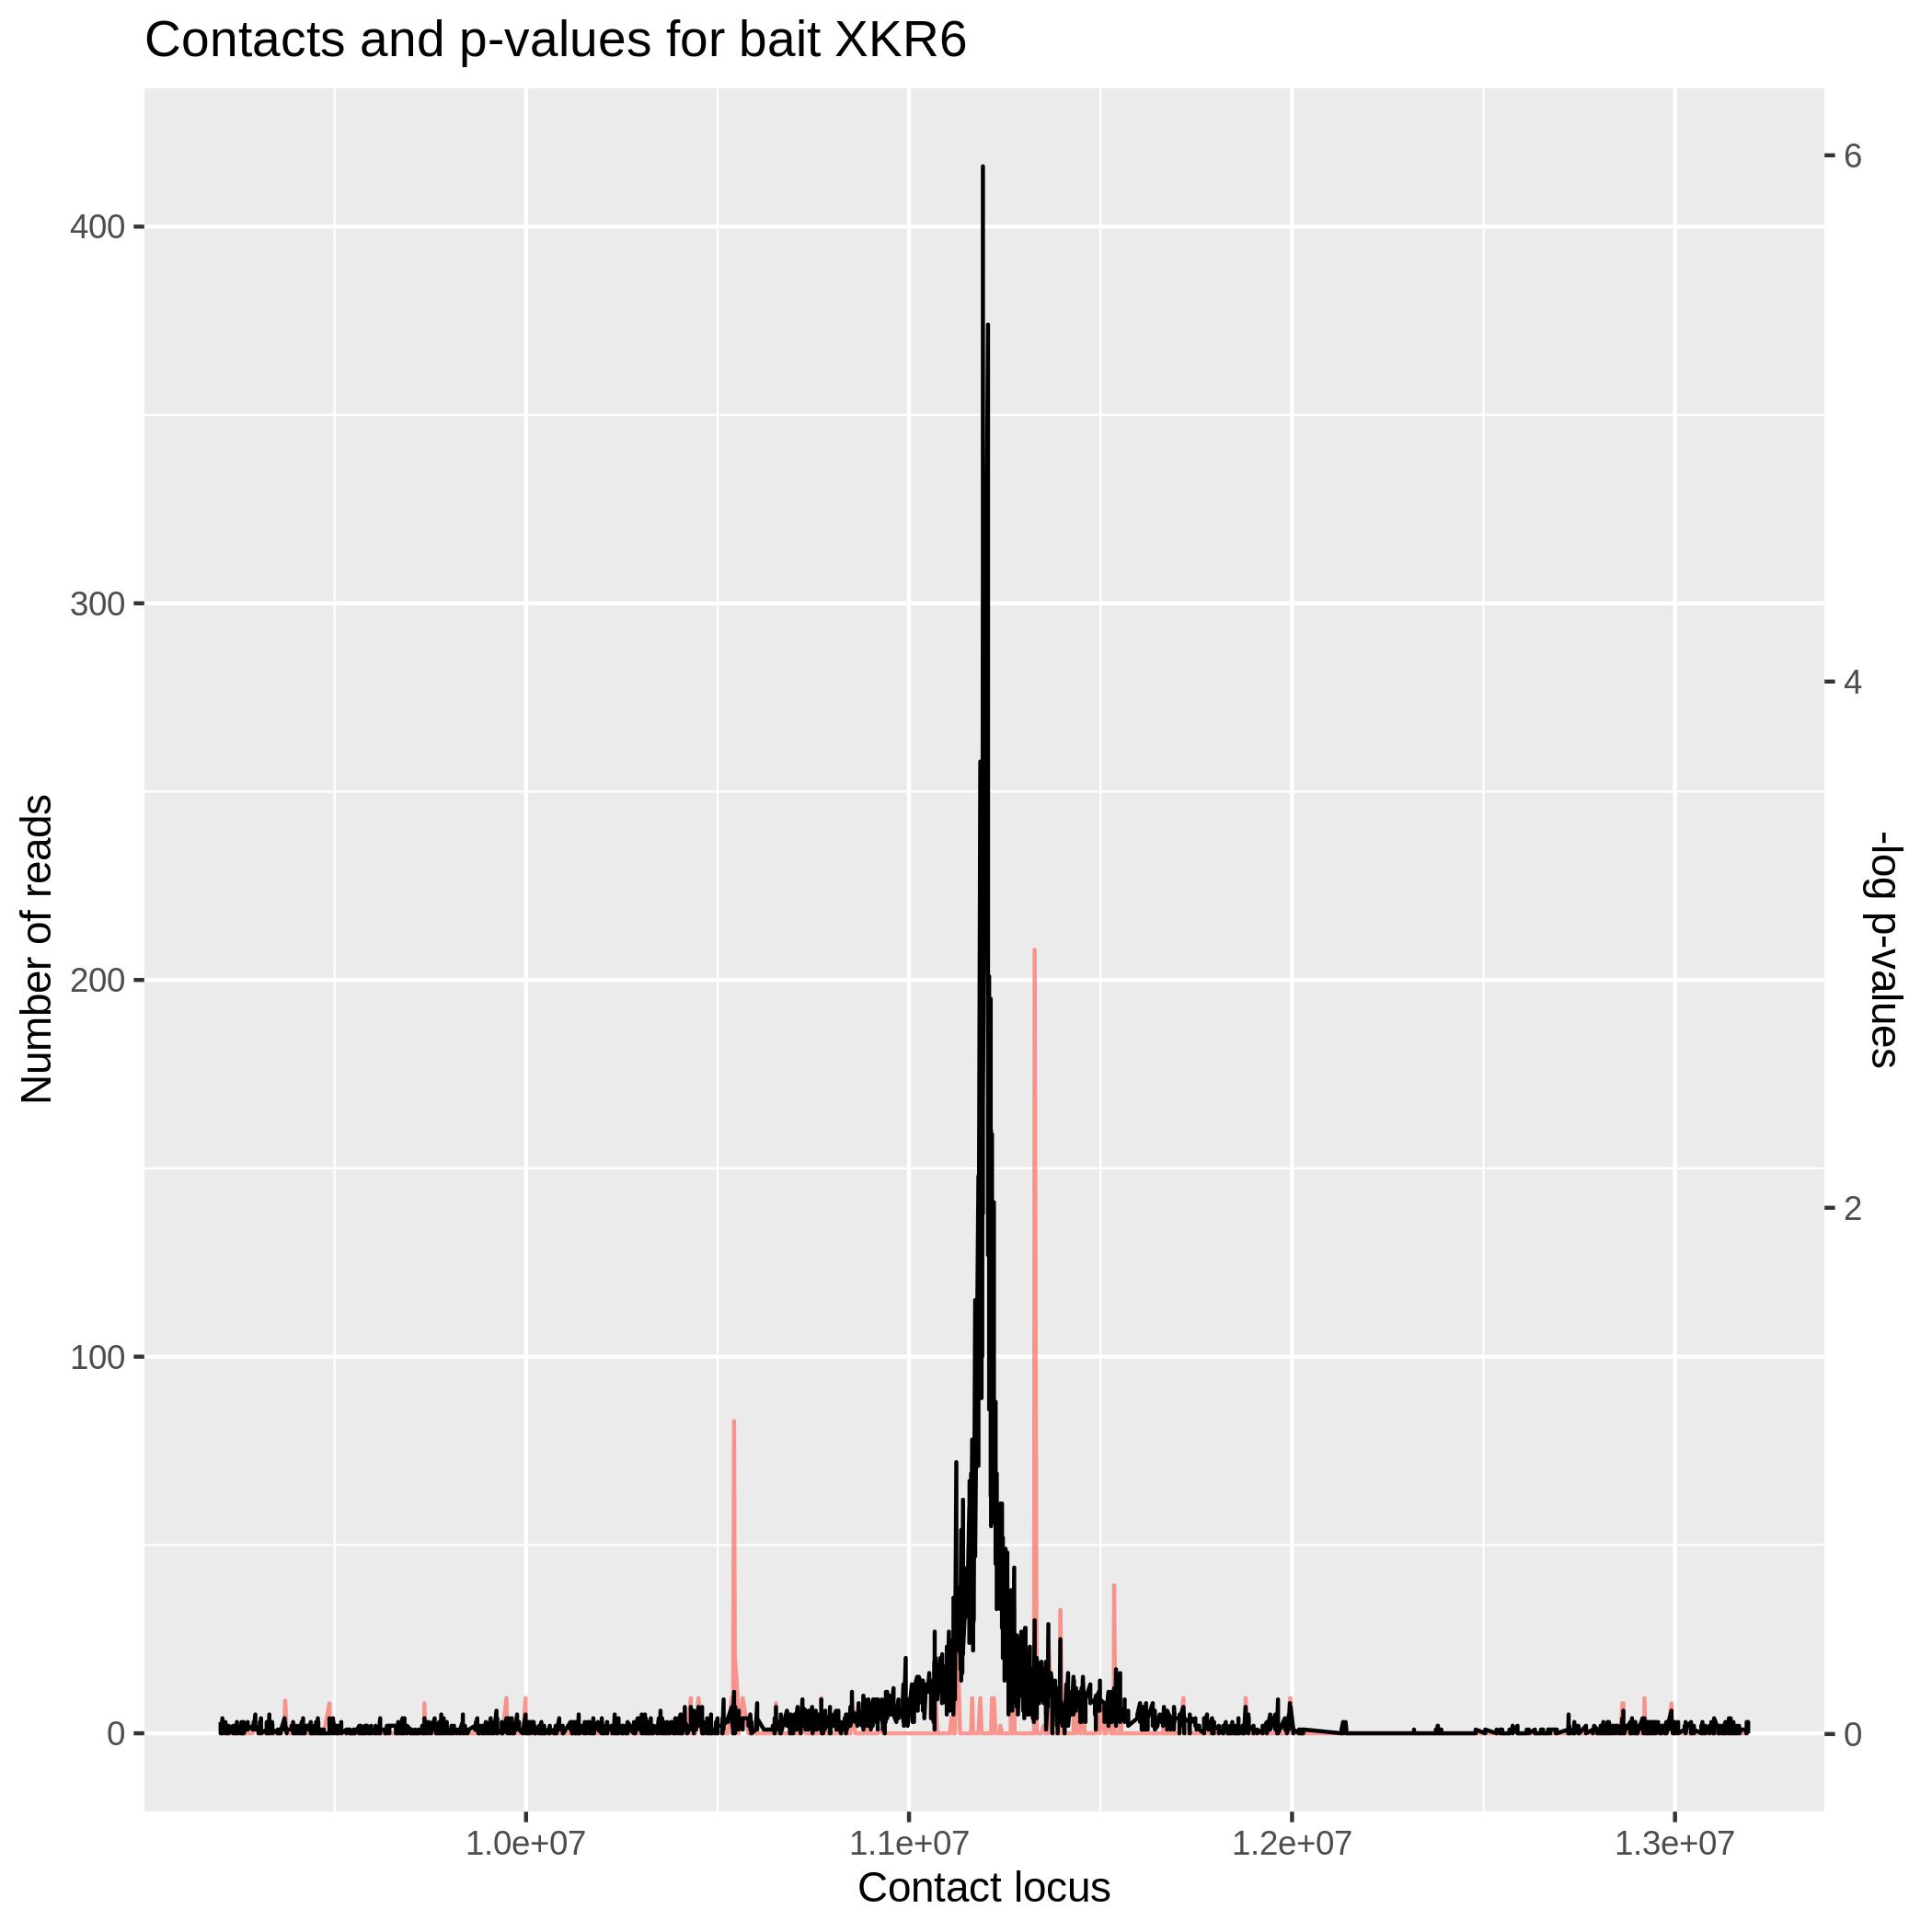 Contacts and p-values for bait XKR6
400
300
200
100
0
6
4
2
0
Number of reads
-log p-values
1.0e+07
1.1e+07
1.2e+07
1.3e+07
Contact locus